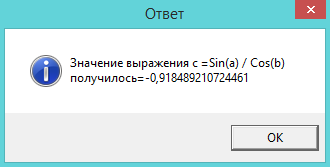 Ответ
Значение выражения c =Sin(a) / Cos(b)
получилось=-0,918489210724461
OK